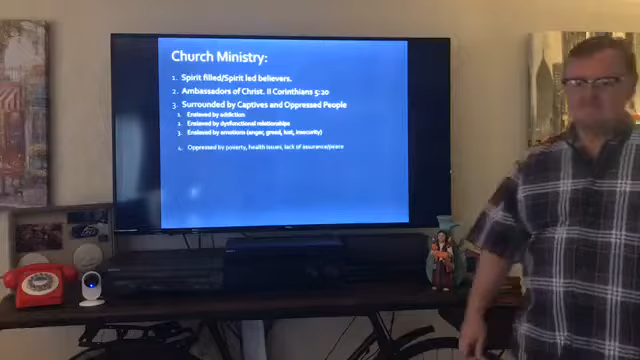 Church Ministry:
1. Spirit filled/Spirit led believers.
2. Ambassadors of Christ. II Corinthians 5:20
3. Surrounded by Captives and Oppressed People
1. Enslaved by addiction
2. Enslaved by dysfunctional relationships
3. Enslaved by emotions (anger, greed, lust, insecurity)
4. Oppressed by poverty, health issues, lack of assurance/peace